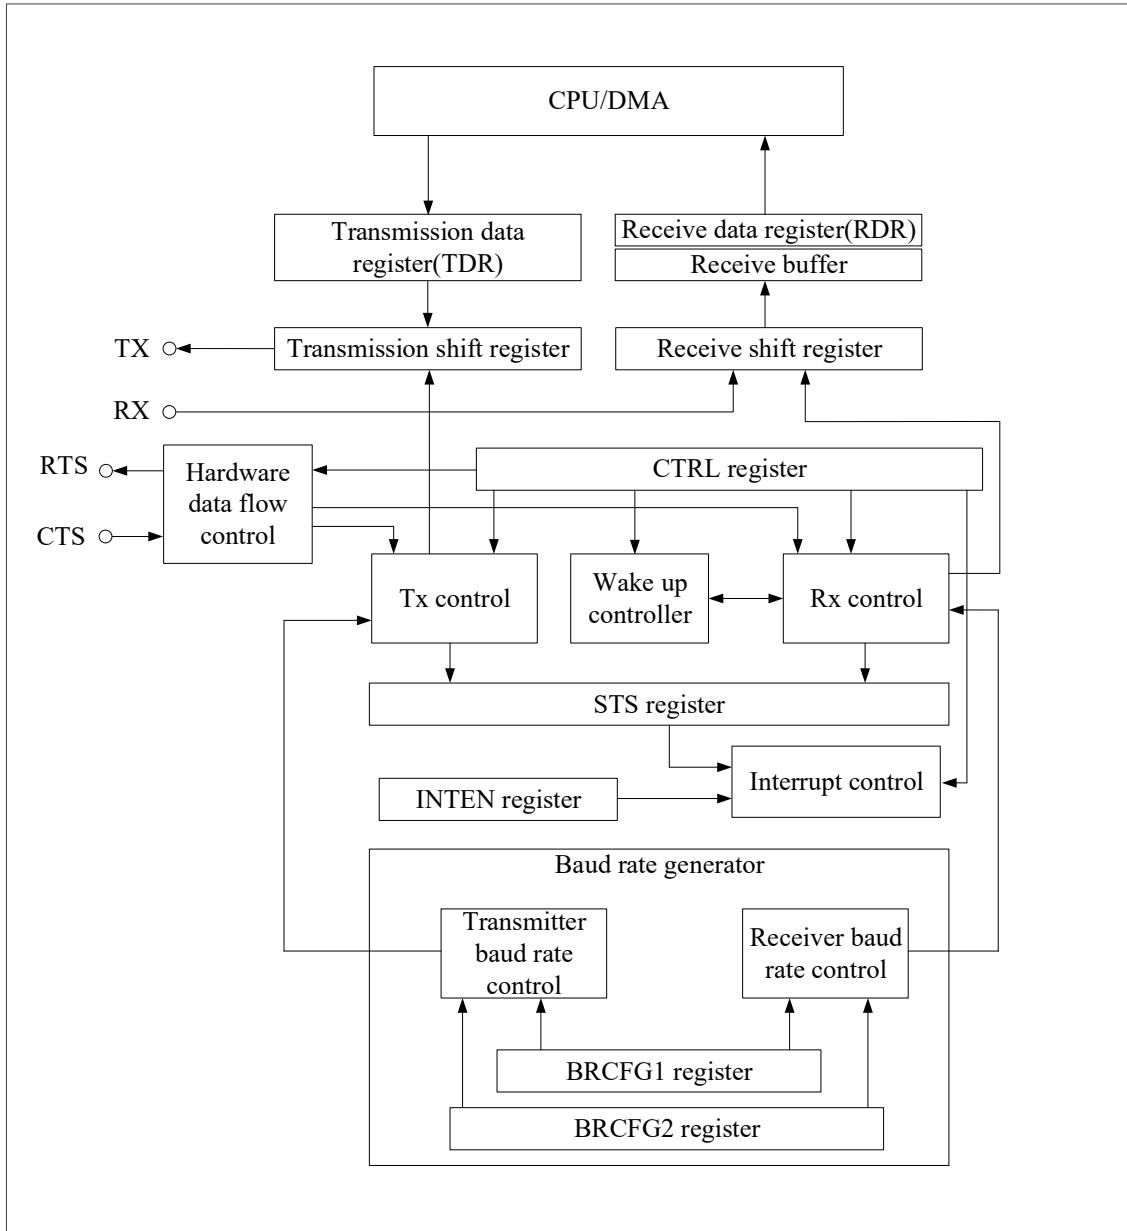 CPU/DMA
Transmission data
register(TDR)
Receive data register(RDR)
Receive buffer
TX
Transmission shift register
Receive shift register
RX
RTS
Hardware
data flow
control
CTRL register
CTS
Tx control
Wake up
controller
Rx control
STS register
Interrupt control
INTEN register
Baud rate generator
Transmitter
baud rate
control
Receiver baud
rate control
BRCFG1 register
BRCFG2 register